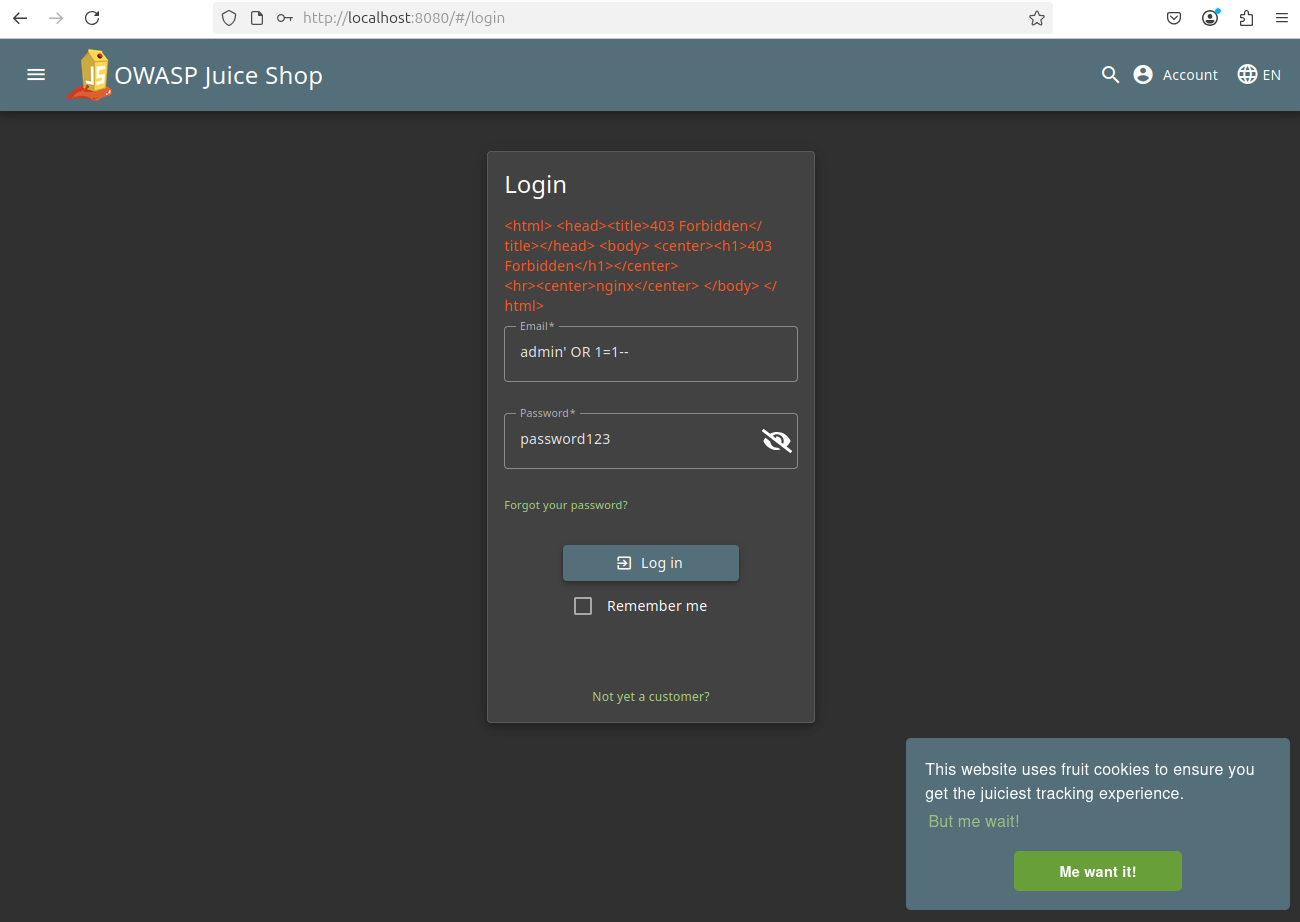 http://localhost:8080/#/login
OWASP Juice Shop
Account
EN
Login
<html> <head><title>403 Forbidden</
title></head> <body> <center><h1>403
Forbidden</h1></center>
<hr><center>nginx</center> </body> </
html>
Email*
admin' OR 1=1--
Password*
password123
Forgot your password?
Log in
Remember me
Not yet a customer?
This website uses fruit cookies to ensure you
get the juiciest tracking experience.
But me wait!
Me want it!